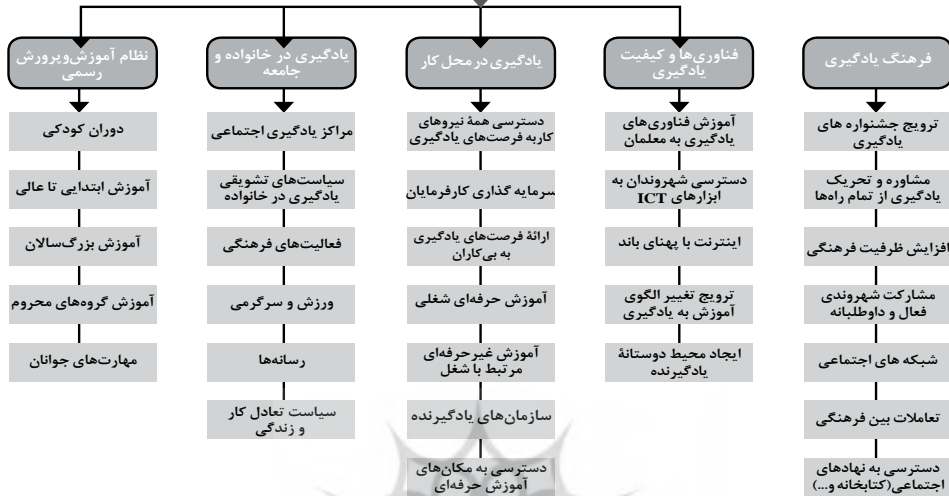 فرهنگ یادگیری
ترویج جشنواره های
یادگیری
مشاوره و تحریک
یادگیری از تمام راه‌ها
افزایش ظرفیت فرهنگی
مشارکت شهروندی
فعال و داوطلبانه
شبکه های اجتماعی
تعاملات بین فرهنگی
دسترسی به نهادهای
اجتماعی(کتابخانه و...)
فناوری‌ها و کیفیت
یادگیری
آموزش فناوری‌های
یادگیری به معلمان
دسترسی شهروندان به
ابزارهای ICT
اینترنت با پهنای باند
ترویج تغییر الگوی
آموزش به یادگیری
ایجاد محیط دوستانهٔ
یادگیرنده
یادگیری در محل کار
دسترسی همهٔ نیروهای
کاربه فرصت‌های یادگیری
سرمایه گذاری کارفرمایان
ارائهٔ فرصت‌های یادگیری
به بی‌کاران
آموزش حرفه‌ای شغلی
آموزش غیرحرفه‌ای
مرتبط با شغل
سازمان‌های یادگیرنده
دسترسی به مکان‌های
آموزش حرفه‌ای
یادگیری در خانواده و
جامعه
مراکز یادگیری اجتماعی
سیاست‌های تشویقی
یادگیری در خانواده
فعالیت‌های فرهنگی
ورزش و سرگرمی
رسانه‌ها
سیاست تعادل کار
و زندگی
نظام آموزش‌وپرورش
رسمی
دوران کودکی
آموزش ابتدایی تا عالی
آموزش بزرگ‌سالان
آموزش گروه‌های محروم
مهارت‌های جوانان